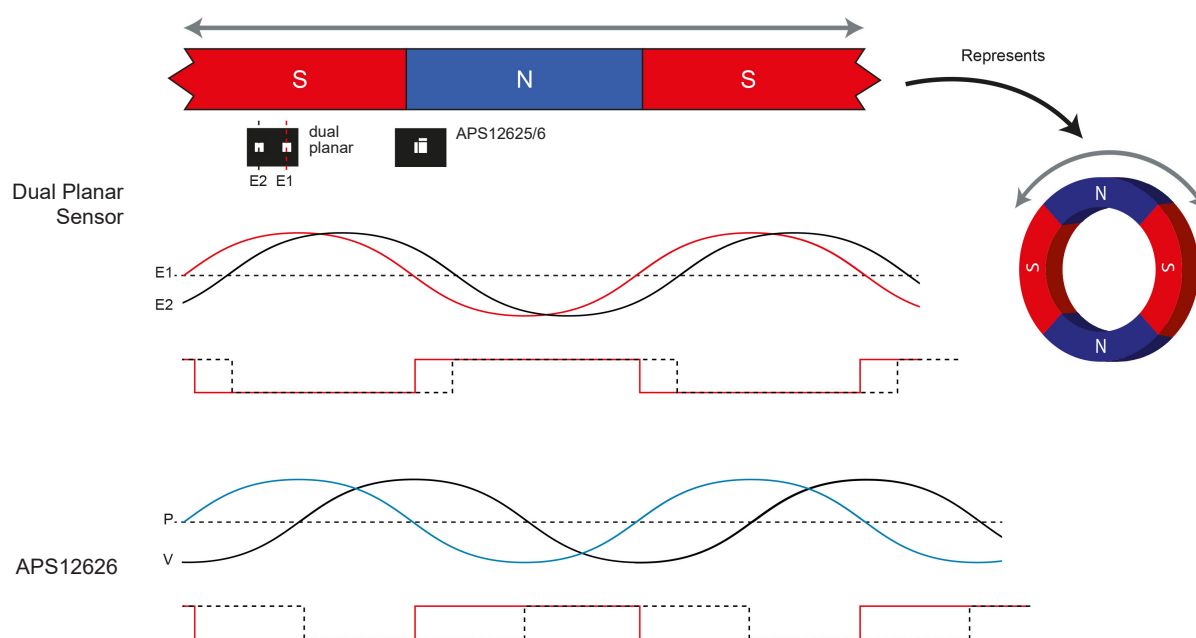 S N S
Represents
dual
planar
APS12625/6
E2 E1
Dual Planar
Sensor
N
S
S
N
E1
E2
P
V
APS12626